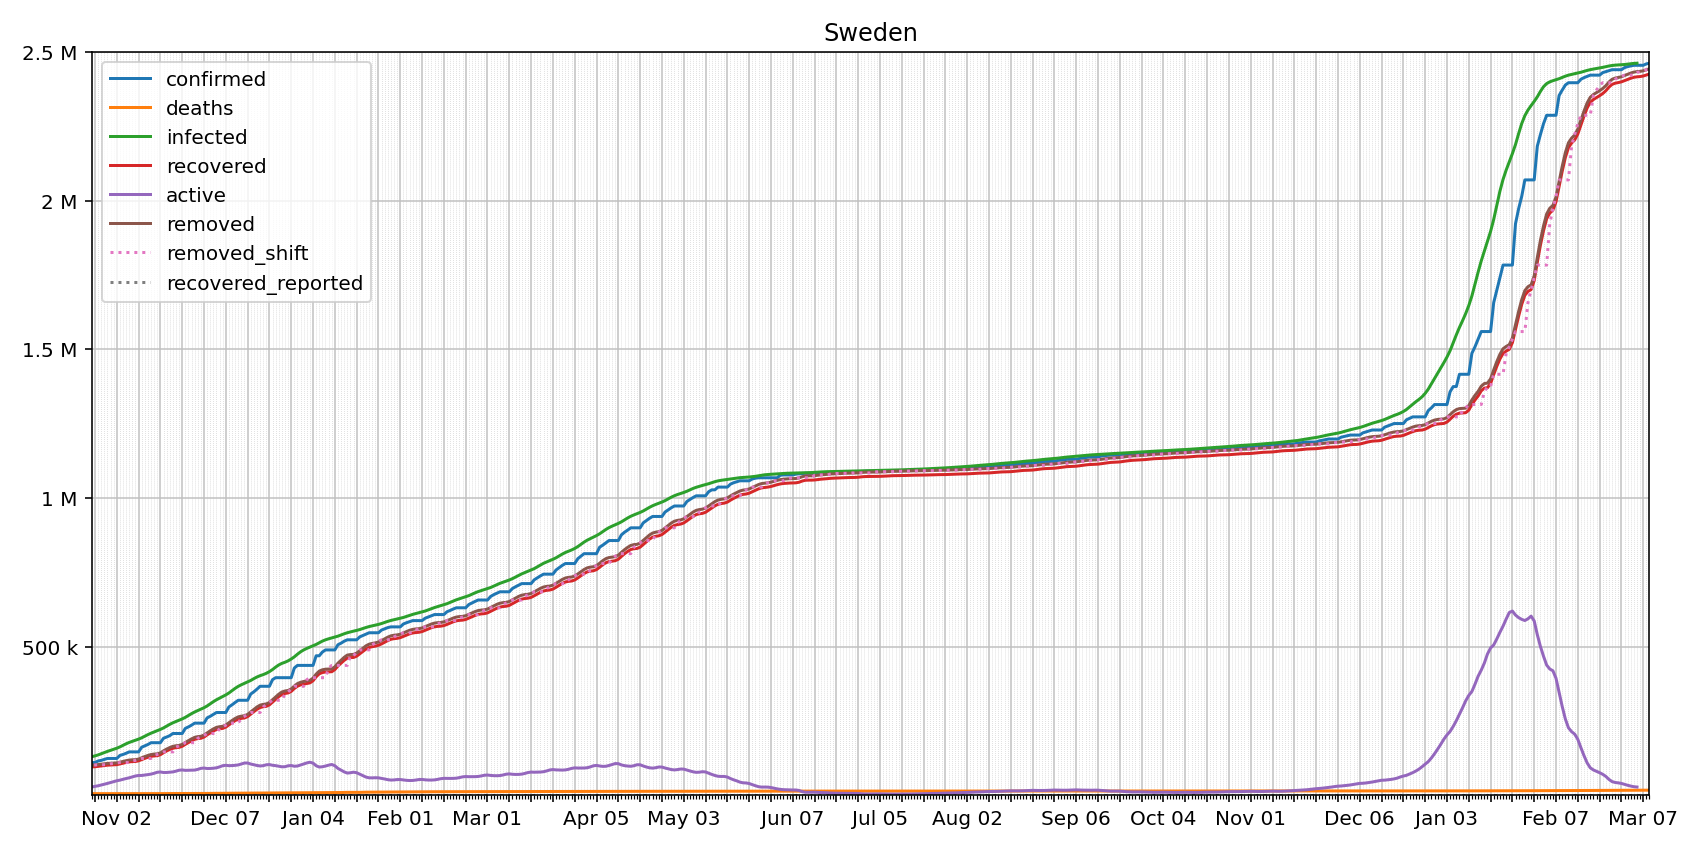 Sweden
2.5 M
2 M
1.5 M
1 M
500 k
confirmed
deaths
infected
recovered
active
removed
removed_shift
recovered_reported
Nov 02 Dec 07 Jan 04 Feb 01 Mar 01 Apr 05 May 03 Jun 07 Jul 05 Aug 02 Sep 06 Oct 04 Nov 01 Dec 06 Jan 03 Feb 07 Mar 07